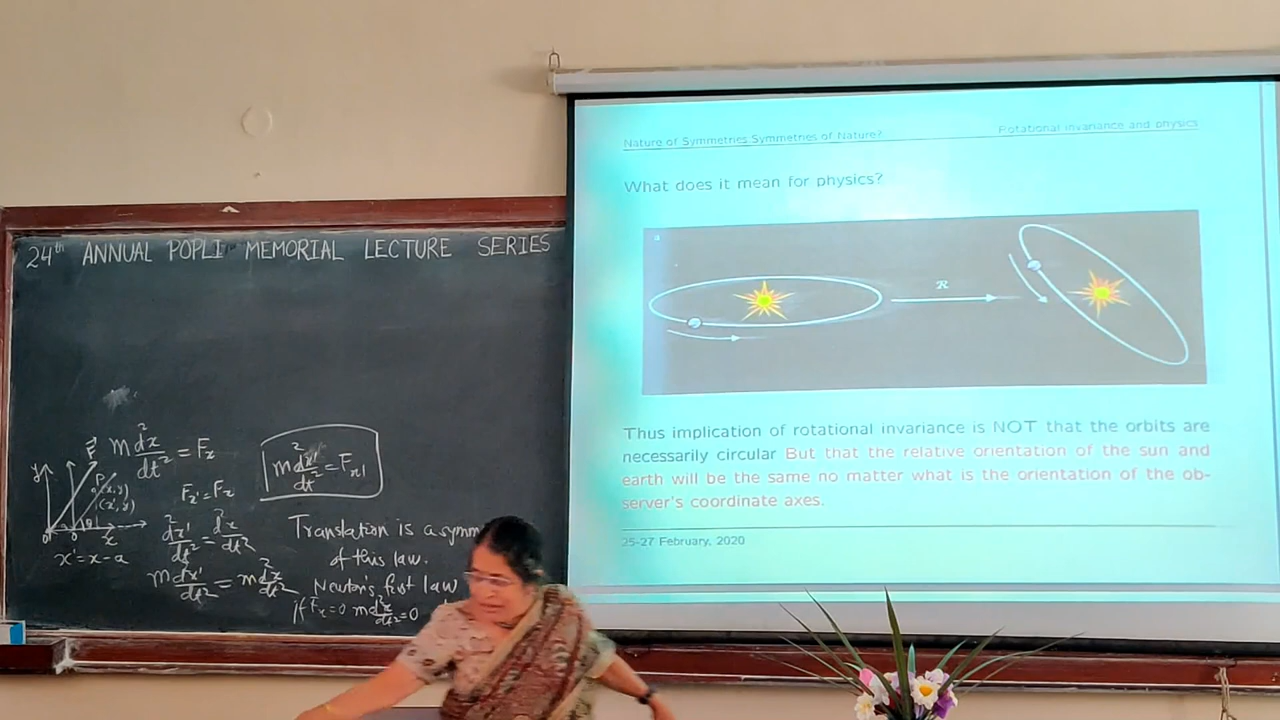 24th ANNUAL POPLI MEMORIAL LECTURE SERIES
m d²x/dt² = Fx
F
y
P
(x,y)
(x',y)
x' = x - a
Fx' = Fx
d²x'/dt² = d²x/dt²
m d²x'/dt² = m d²x/dt²
m d²x'/dt² = Fx'
Translation is a symm
of this law.
Newton's first law
if Fx = 0 m d²x/dt² = 0
Nature of Symmetries Symmetries of Nature?
Rotational invariance and physics
What does it mean for physics?
R
Thus implication of rotational invariance is NOT that the orbits are
necessarily circular But that the relative orientation of the sun and
earth will be the same no matter what is the orientation of the ob-
server's coordinate axes.
25-27 February, 2020